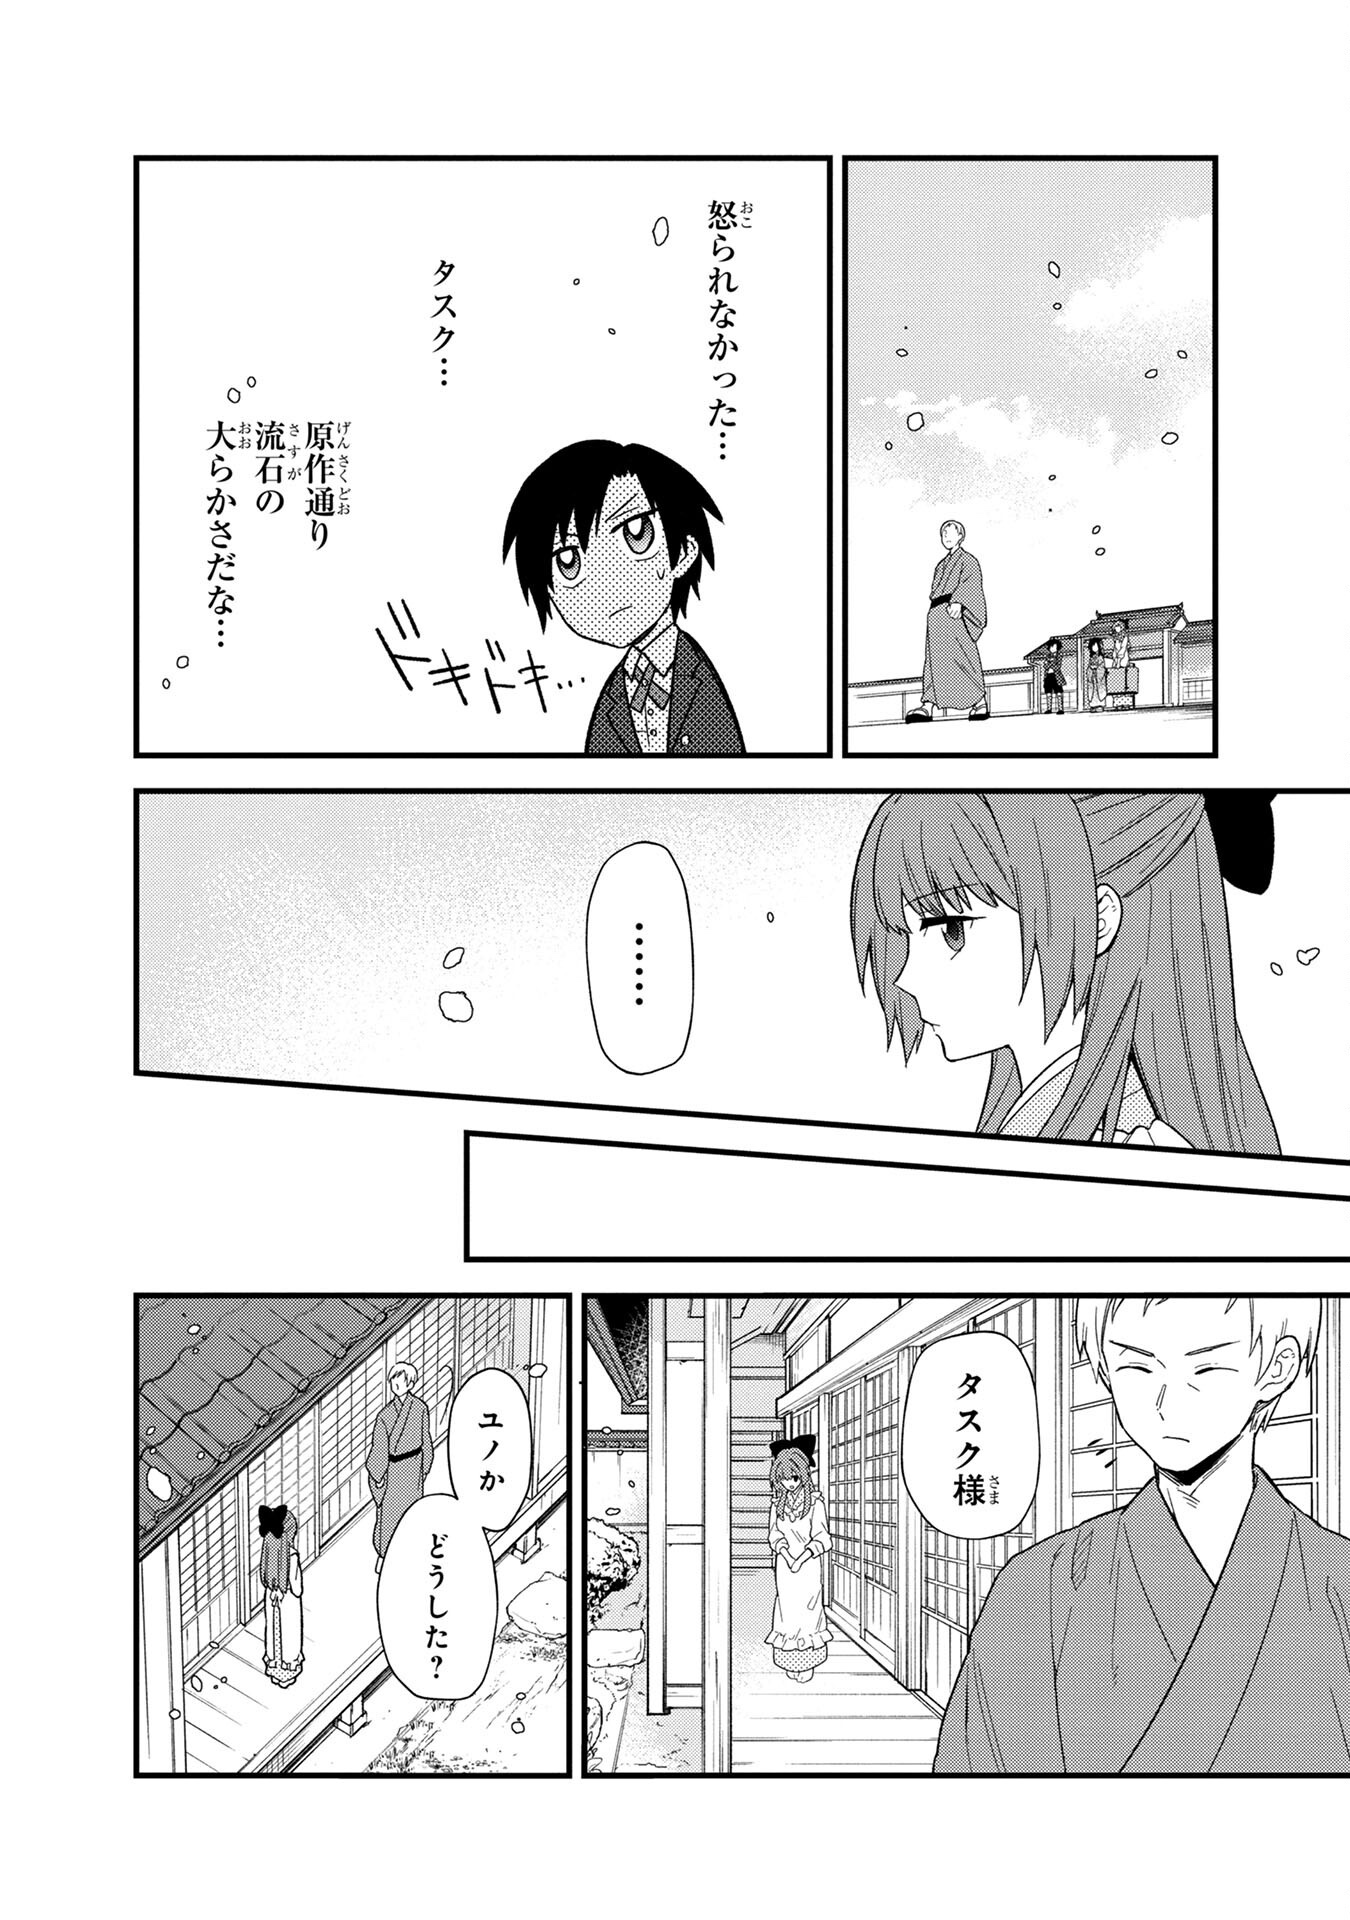 怒られなかった…
タスク…
原作通り
流石の
大らかさだな…
ドキドキ…
………
タスク様
ユノか
どうした?